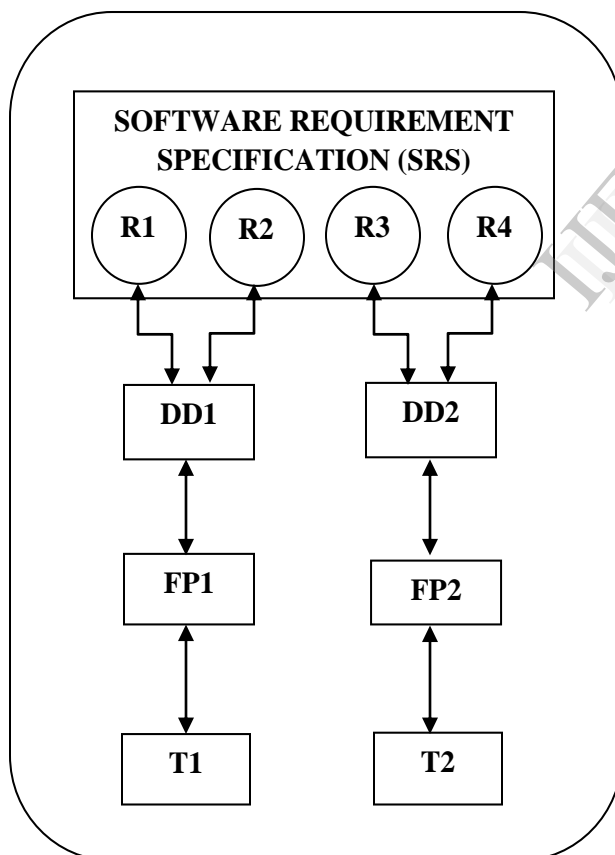 SOFTWARE REQUIREMENT
SPECIFICATION (SRS)
R1 R2 R3 R4
DD1 DD2
FP1 FP2
T1 T2